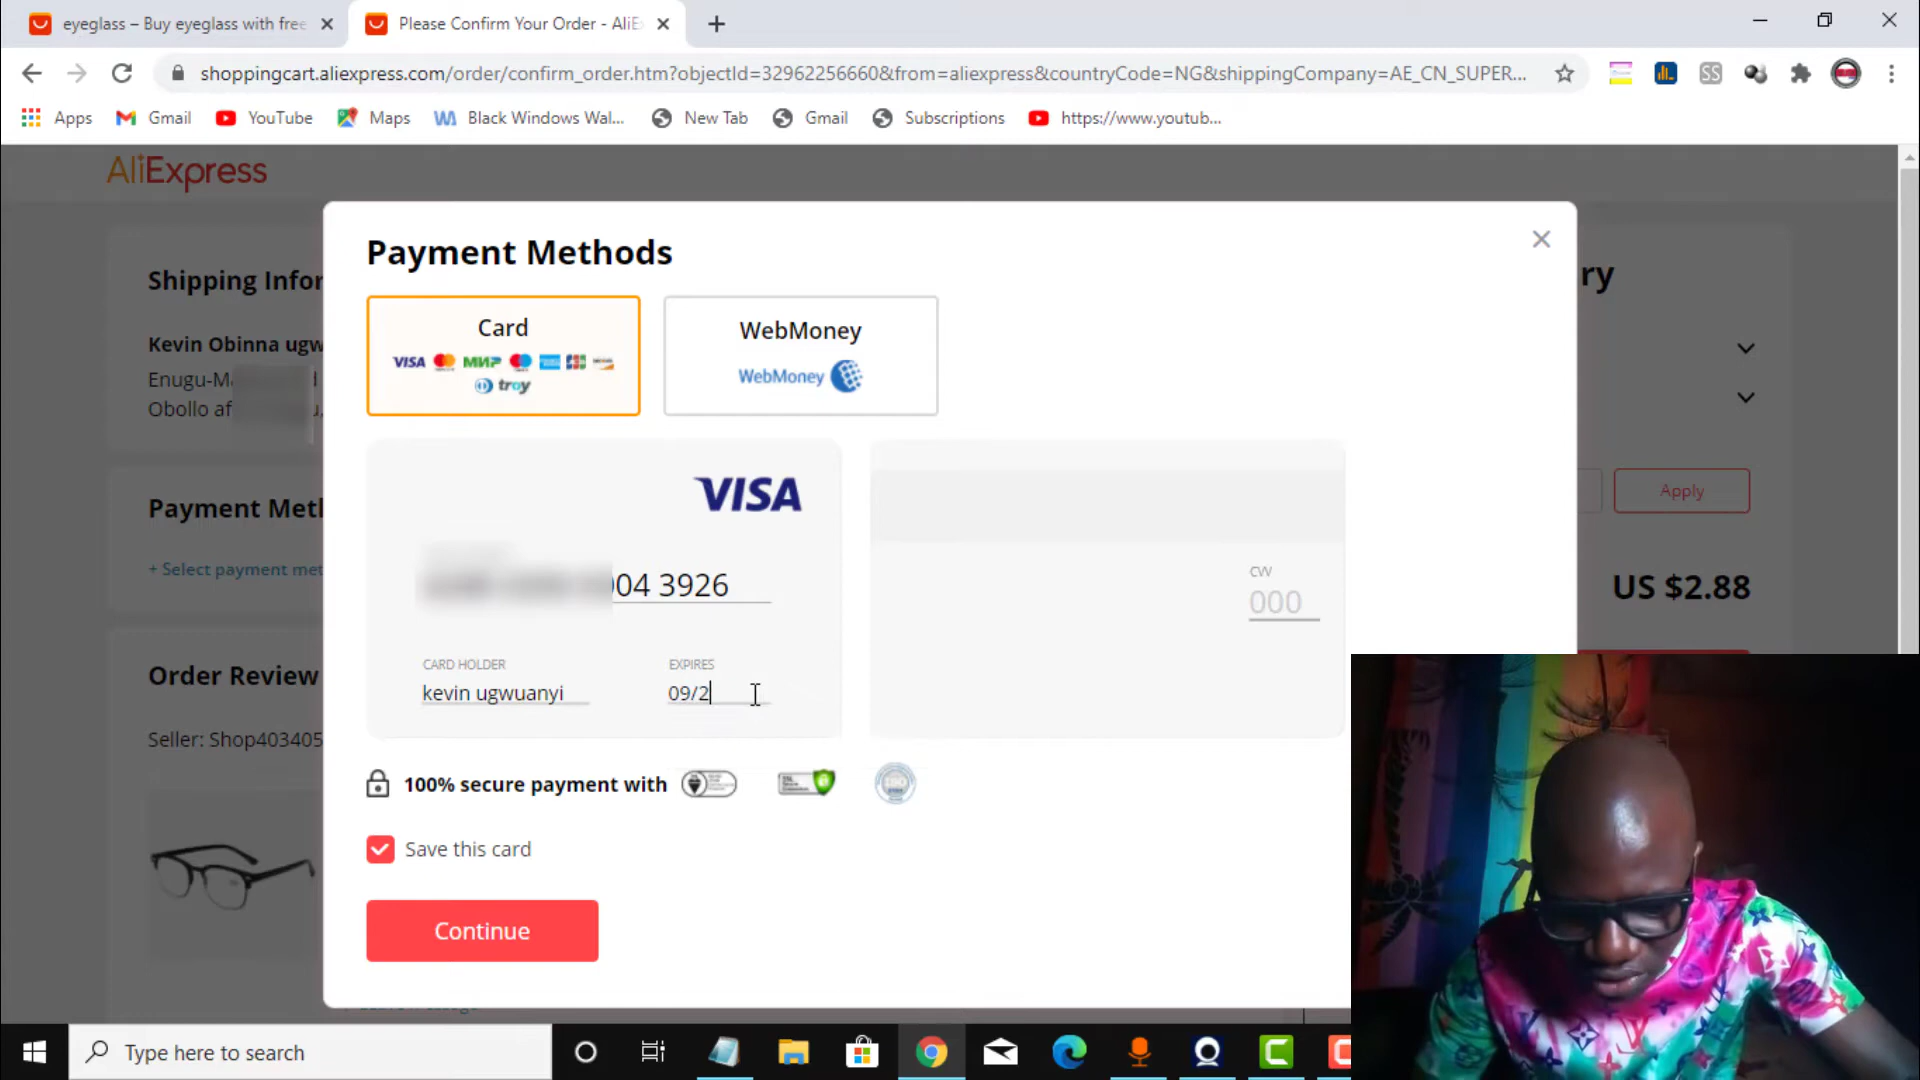 eyeglass – Buy eyeglass with free
Please Confirm Your Order - AliE
shoppingcart.aliexpress.com/order/confirm_order.htm?objectId=32962256660&from=aliexpress&countryCode=NG&shippingCompany=AE_CN_SUPER...
Apps Gmail YouTube Maps Black Windows Wal... New Tab Gmail Subscriptions https://www.youtub...
AliExpress
Payment Methods
Shipping Infor
ry
Card
WebMoney
VISA МИР
troy
WebMoney
Kevin Obinna ugw
Enugu-M
Obollo af
VISA
Payment Metl
Apply
+ Select payment met
04 3926
CVV
000
US $2.88
CARD HOLDER
EXPIRES
kevin ugwuanyi
09/2
Order Review
Seller: Shop403405
100% secure payment with
Save this card
Continue
Type here to search